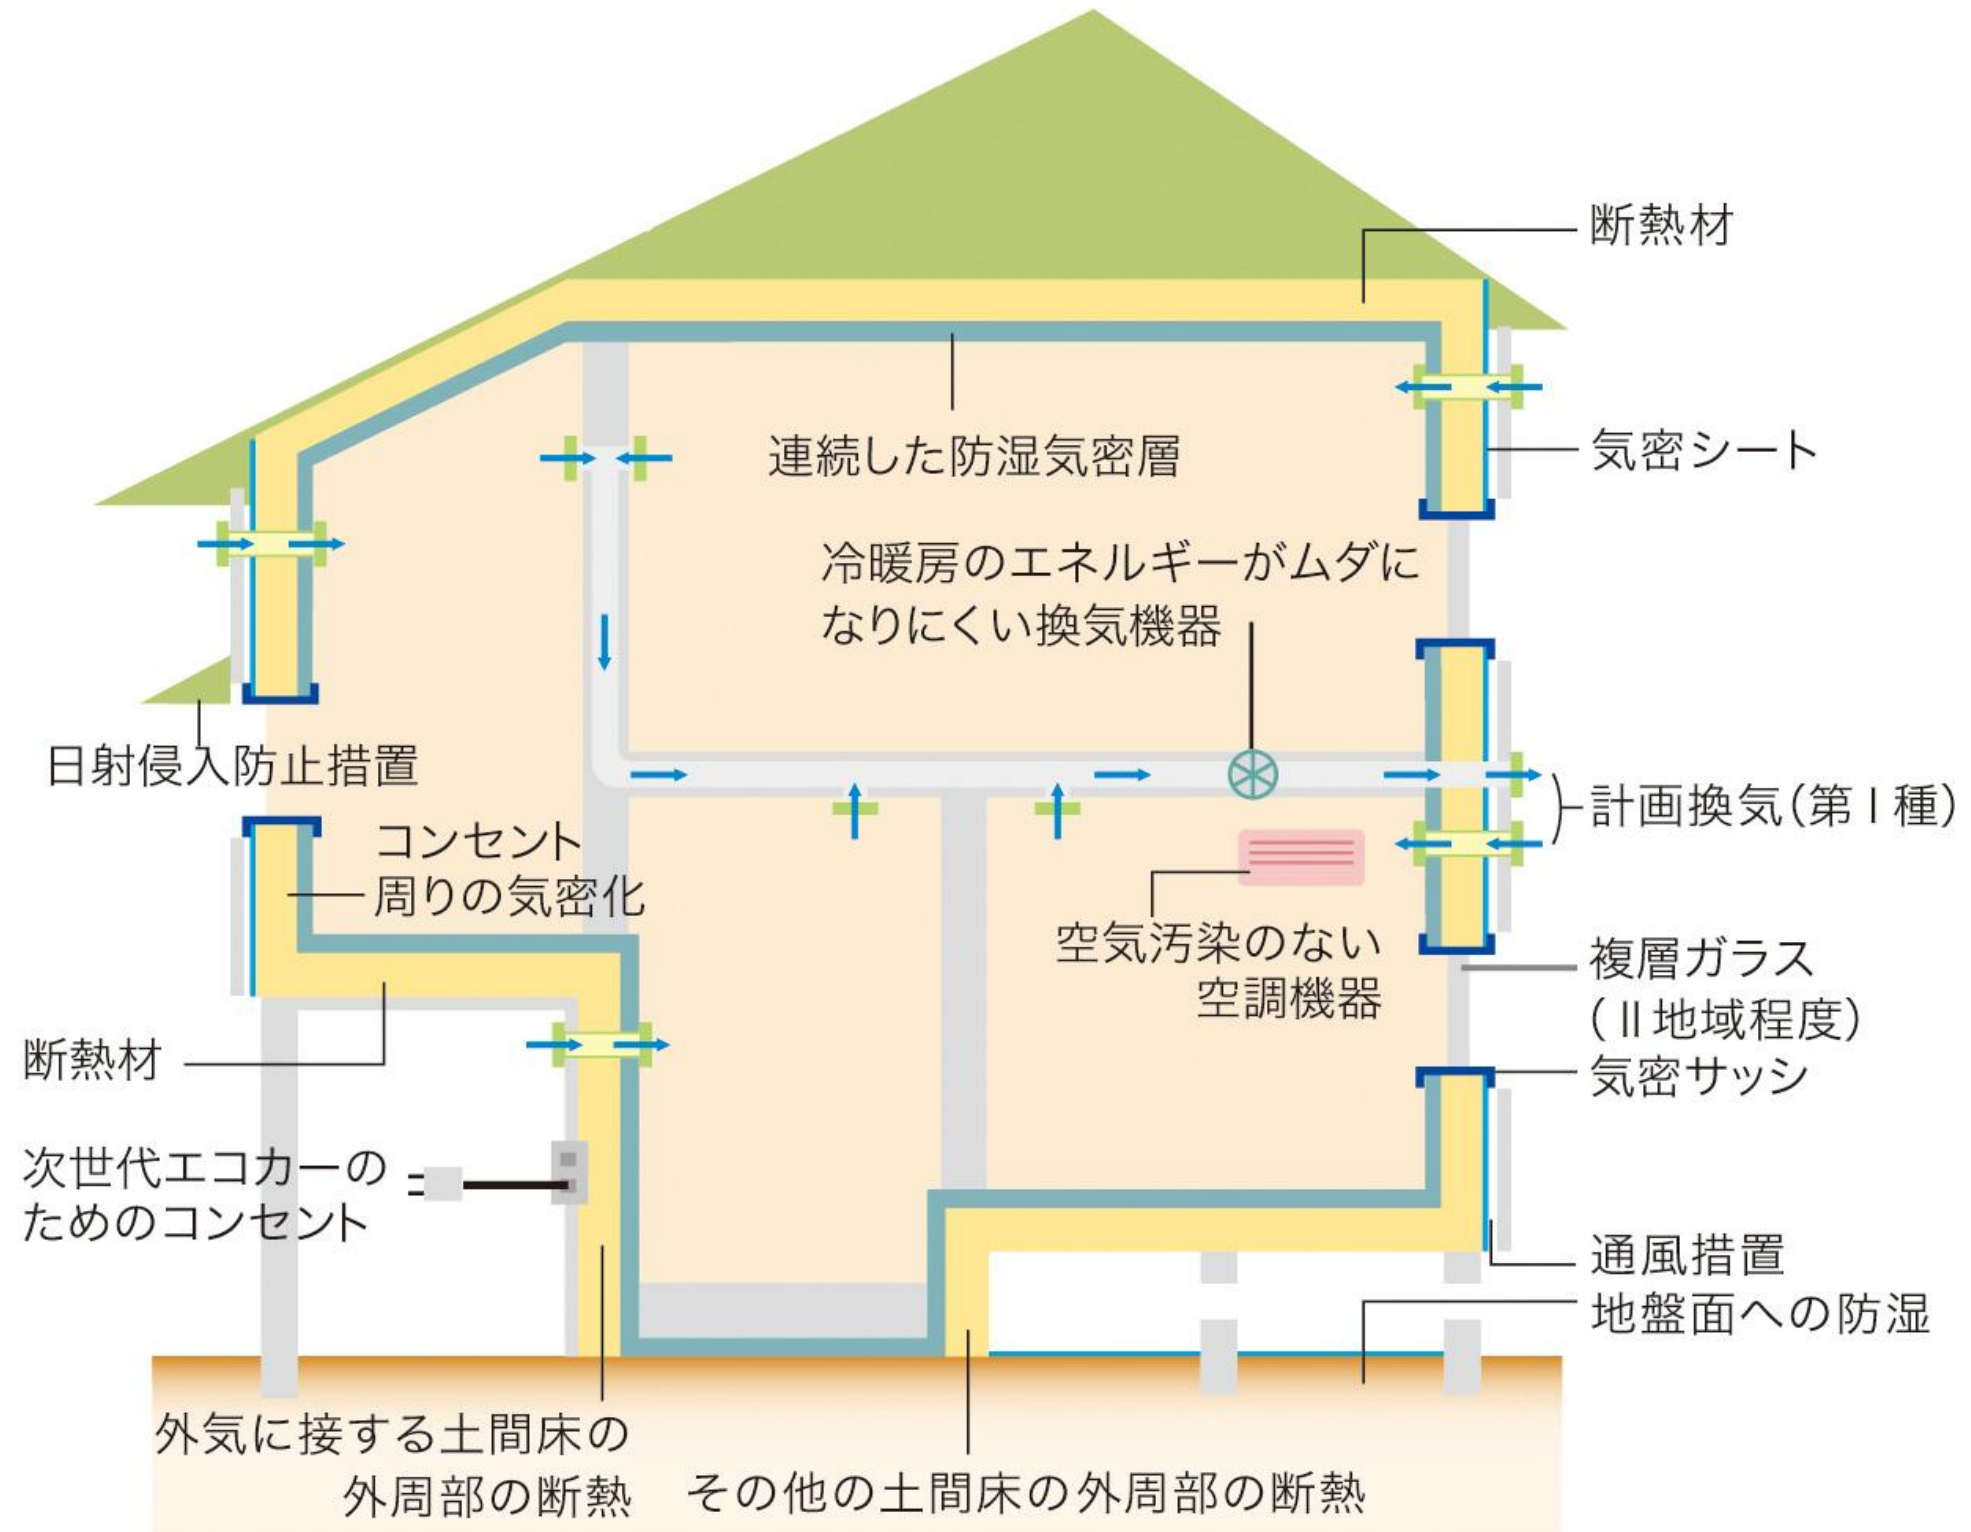 断熱材
気密シート
連続した防湿気密層
冷暖房のエネルギーがムダに
なりにくい換気機器
日射侵入防止措置
計画換気（第Ⅰ種）
コンセント
周りの気密化
空気汚染のない
空調機器
複層ガラス
（Ⅱ地域程度）
気密サッシ
断熱材
次世代エコカーの
ためのコンセント
通風措置
地盤面への防湿
外気に接する土間床の
外周部の断熱
その他の土間床の外周部の断熱